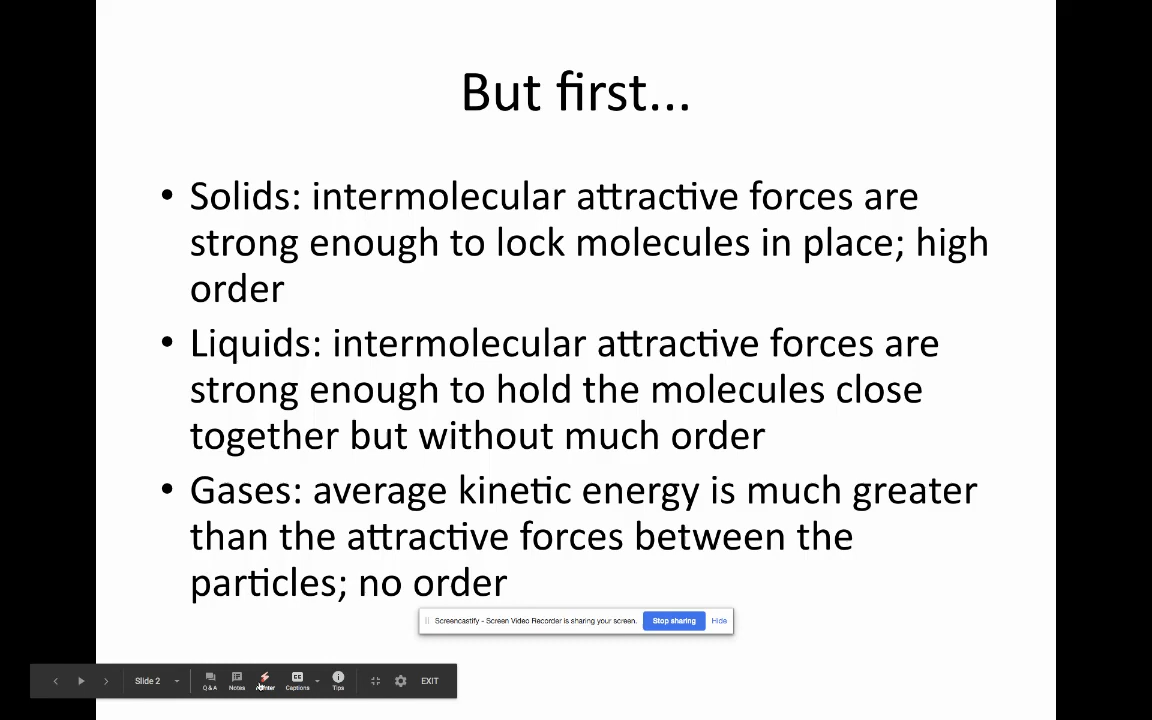 But first...
• Solids: intermolecular attractive forces are
strong enough to lock molecules in place; high
order
• Liquids: intermolecular attractive forces are
strong enough to hold the molecules close
together but without much order
• Gases: average kinetic energy is much greater
than the attractive forces between the
particles; no order
Screencastify - Screen Video Recorder is sharing your screen. Stop sharing Hide
Slide 2 Q&A Notes Captions Tips EXIT